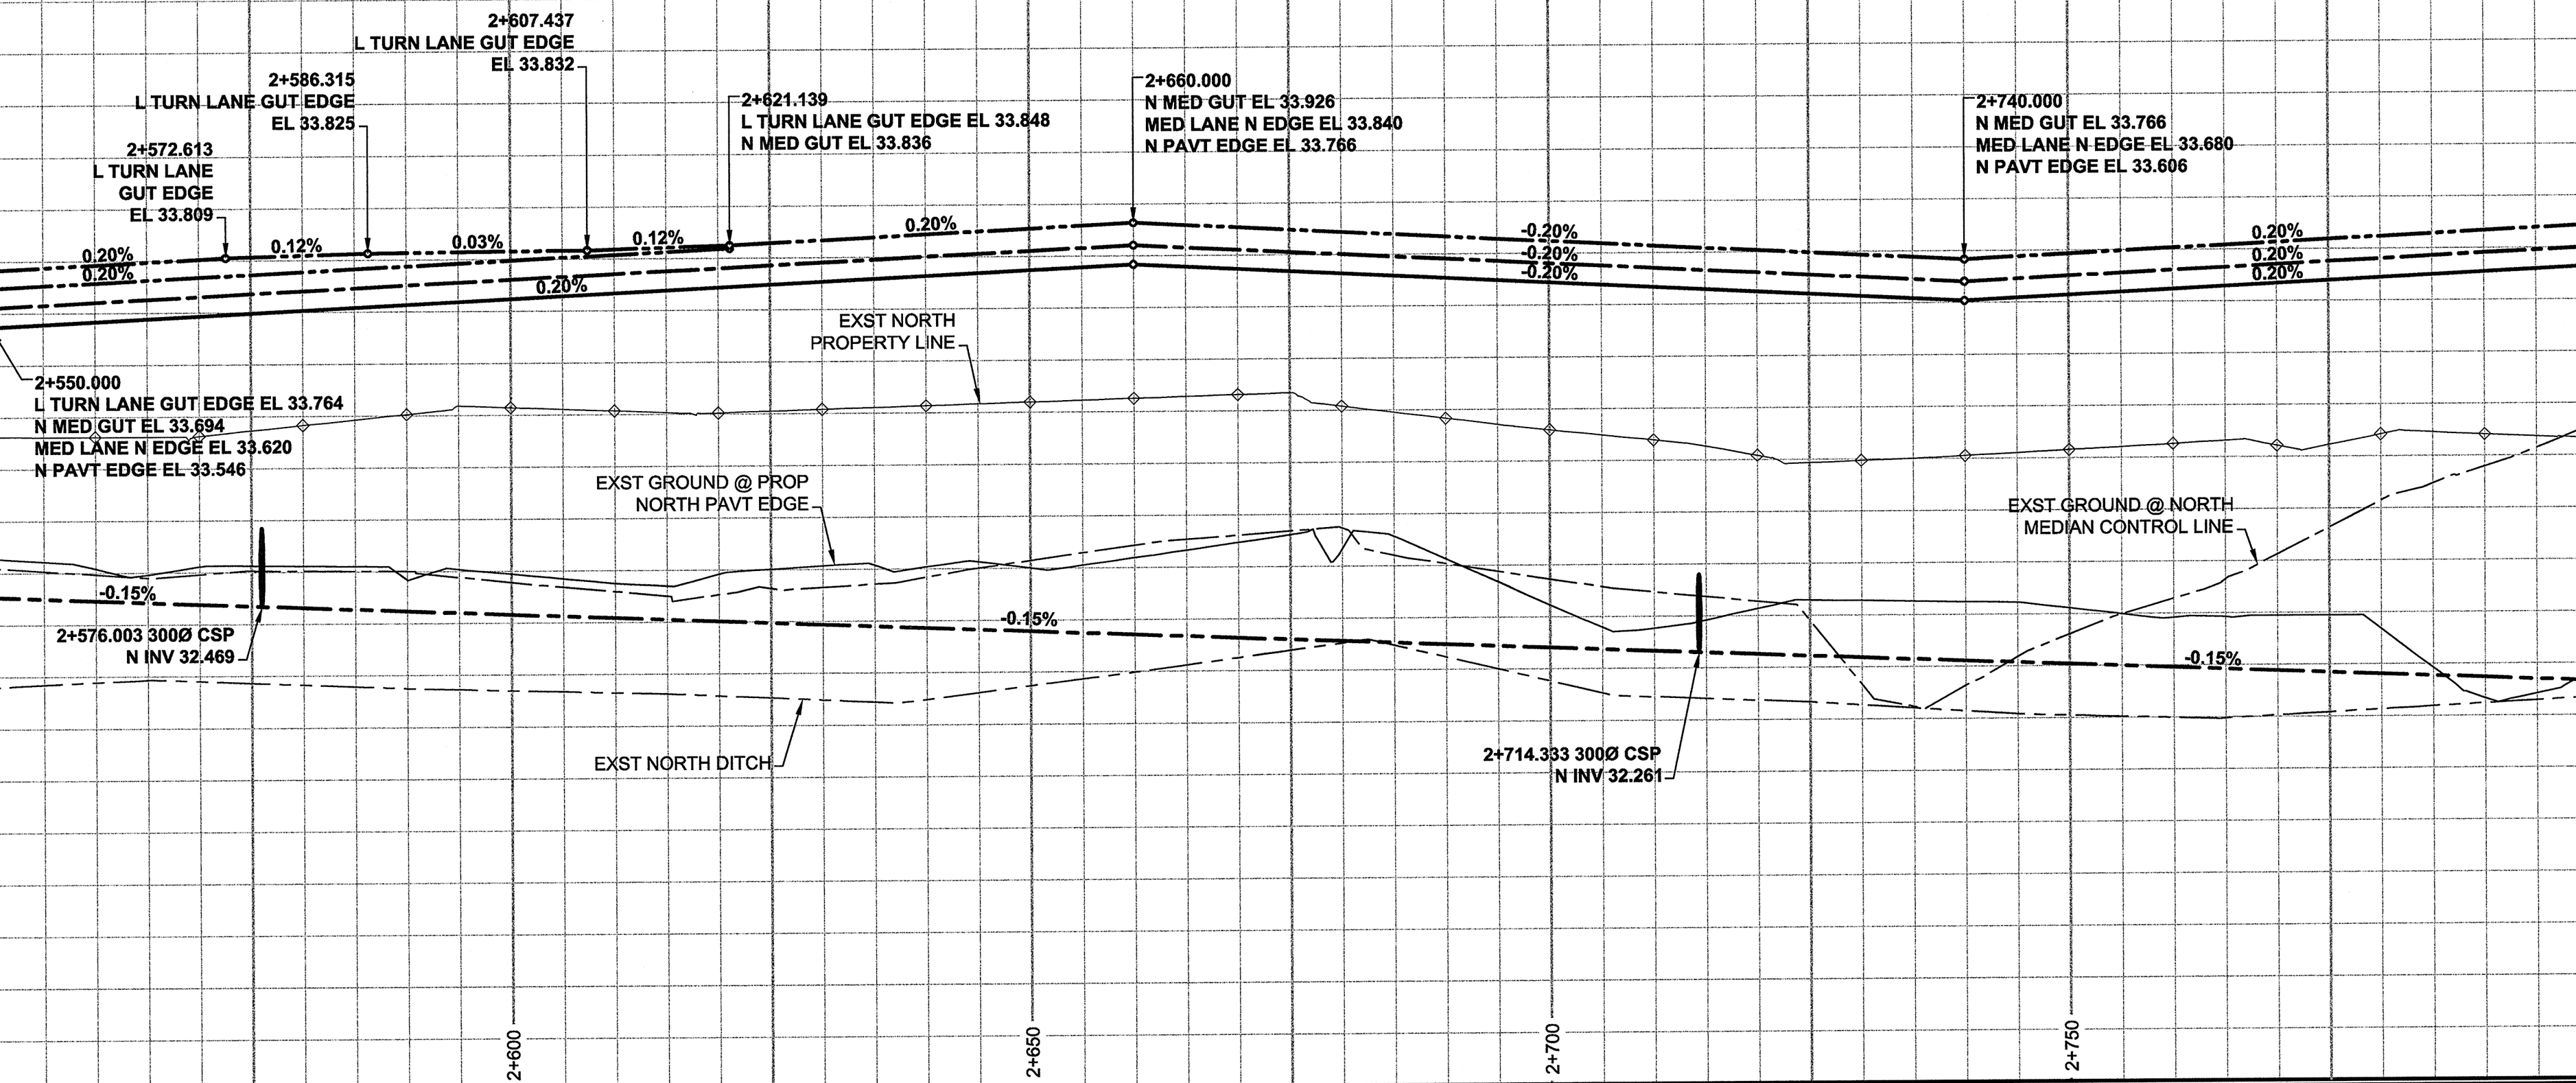 2+607.437
L TURN LANE GUT EDGE
EL 33.832
2+586.315
L TURN LANE GUT EDGE
EL 33.825
2+572.613
L TURN LANE
GUT EDGE
EL 33.809
2+621.139
L TURN LANE GUT EDGE EL 33.848
N MED GUT EL 33.836
2+660.000
N MED GUT EL 33.926
MED LANE N EDGE EL 33.840
N PAVT EDGE EL 33.766
2+740.000
N MED GUT EL 33.766
MED LANE N EDGE EL 33.680
N PAVT EDGE EL 33.606
0.20%
0.20%
0.12%
0.03%
0.12%
0.20%
0.20%
-0.20%
-0.20%
-0.20%
0.20%
0.20%
0.20%
EXST NORTH
PROPERTY LINE
2+550.000
L TURN LANE GUT EDGE EL 33.764
N MED GUT EL 33.694
MED LANE N EDGE EL 33.620
N PAVT EDGE EL 33.546
EXST GROUND @ PROP
NORTH PAVT EDGE
EXST GROUND @ NORTH
MEDIAN CONTROL LINE
-0.15%
-0.15%
-0.15%
2+576.003 300Ø CSP
N INV 32.469
EXST NORTH DITCH
2+714.333 300Ø CSP
N INV 32.261
2+600
2+650
2+700
2+750